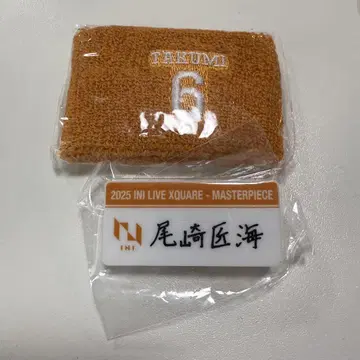 TAKUMI
6
2025 INI LIVE XQUARE - MASTERPIECE
INI
尾崎匠海